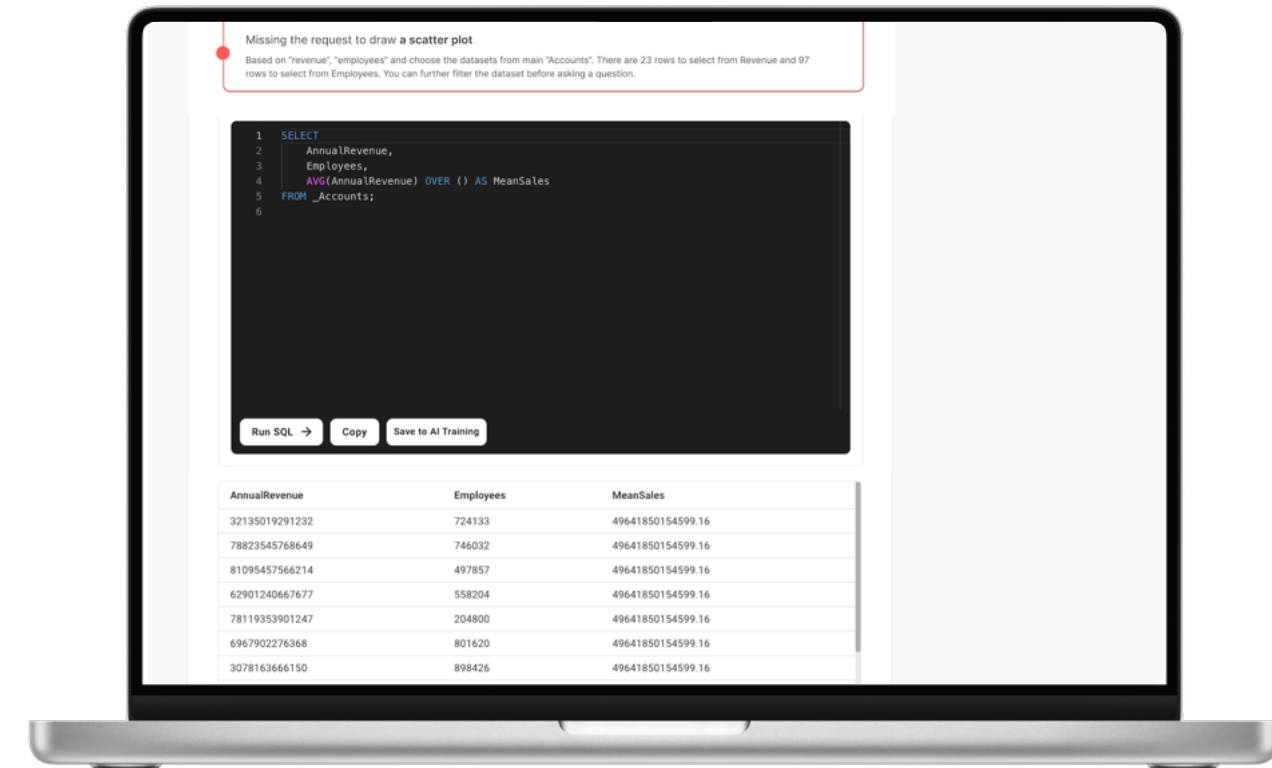 Missing the request to draw a scatter plot
Based on "revenue", "employees" and choose the datasets from main "Accounts". There are 23 rows to select from Revenue and 97
rows to select from Employees. You can further filter the dataset before asking a question.
1 SELECT
2 AnnualRevenue,
3 Employees,
4 AVG(AnnualRevenue) OVER () AS MeanSales
5 FROM _Accounts;
6
Run SQL → Copy Save to AI Training
AnnualRevenue Employees MeanSales
32135019291232 724133 49641850154599.16
78823545768649 746032 49641850154599.16
81095457566214 497857 49641850154599.16
62901240667677 558204 49641850154599.16
78119353901247 204800 49641850154599.16
6967902276368 801620 49641850154599.16
3078163666150 898426 49641850154599.16